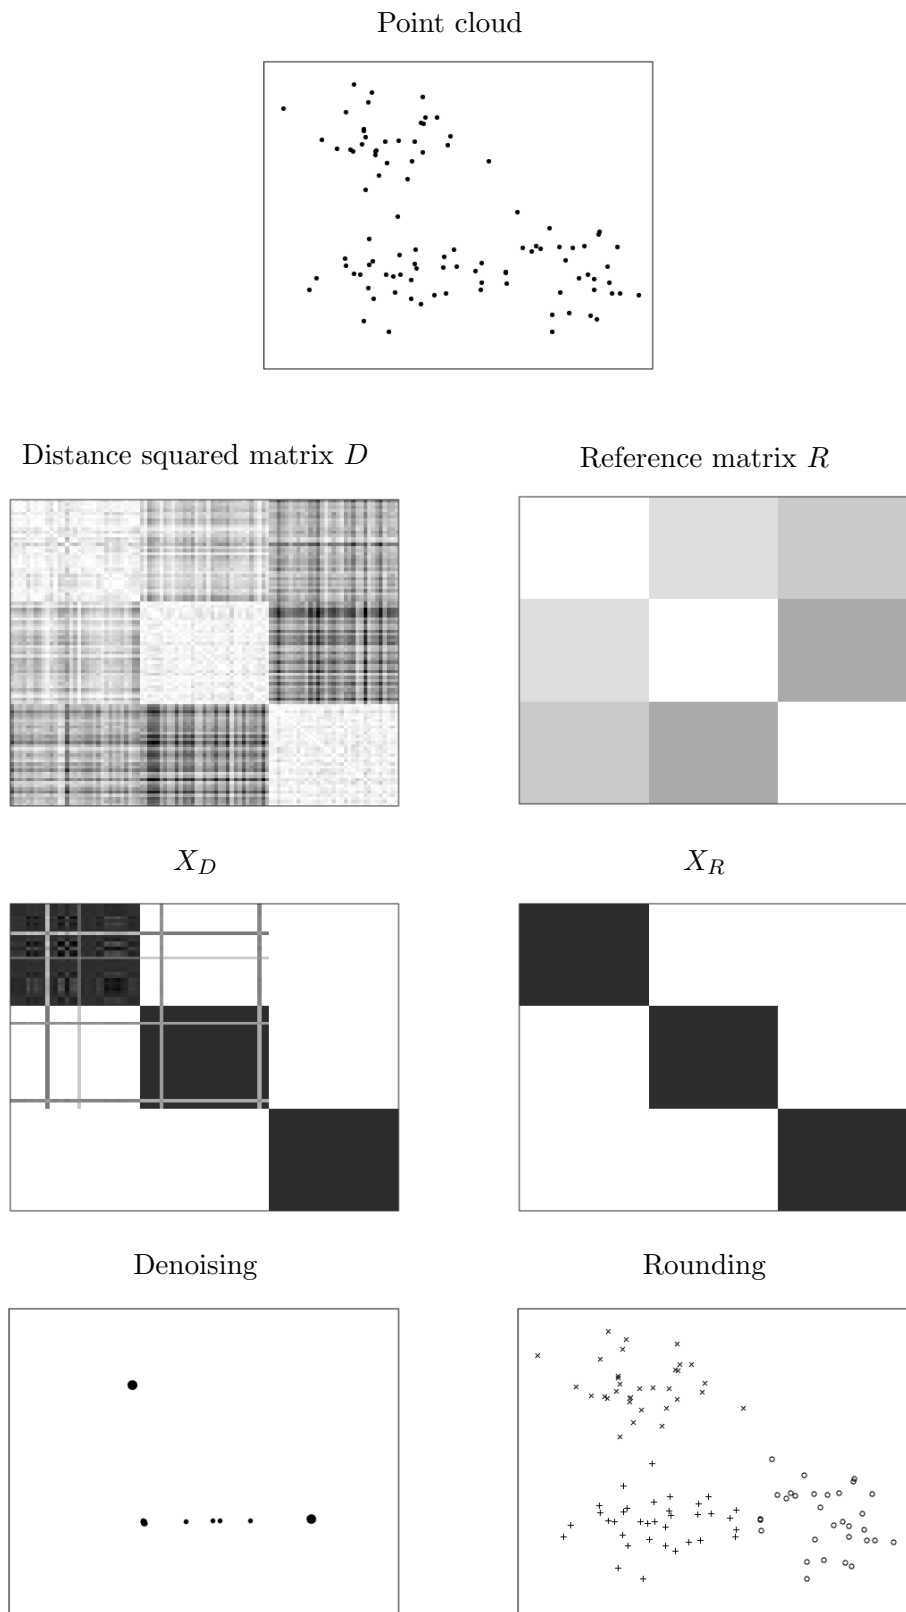 Point cloud
Distance squared matrix D
Reference matrix R
X_D
X_R
Denoising
Rounding